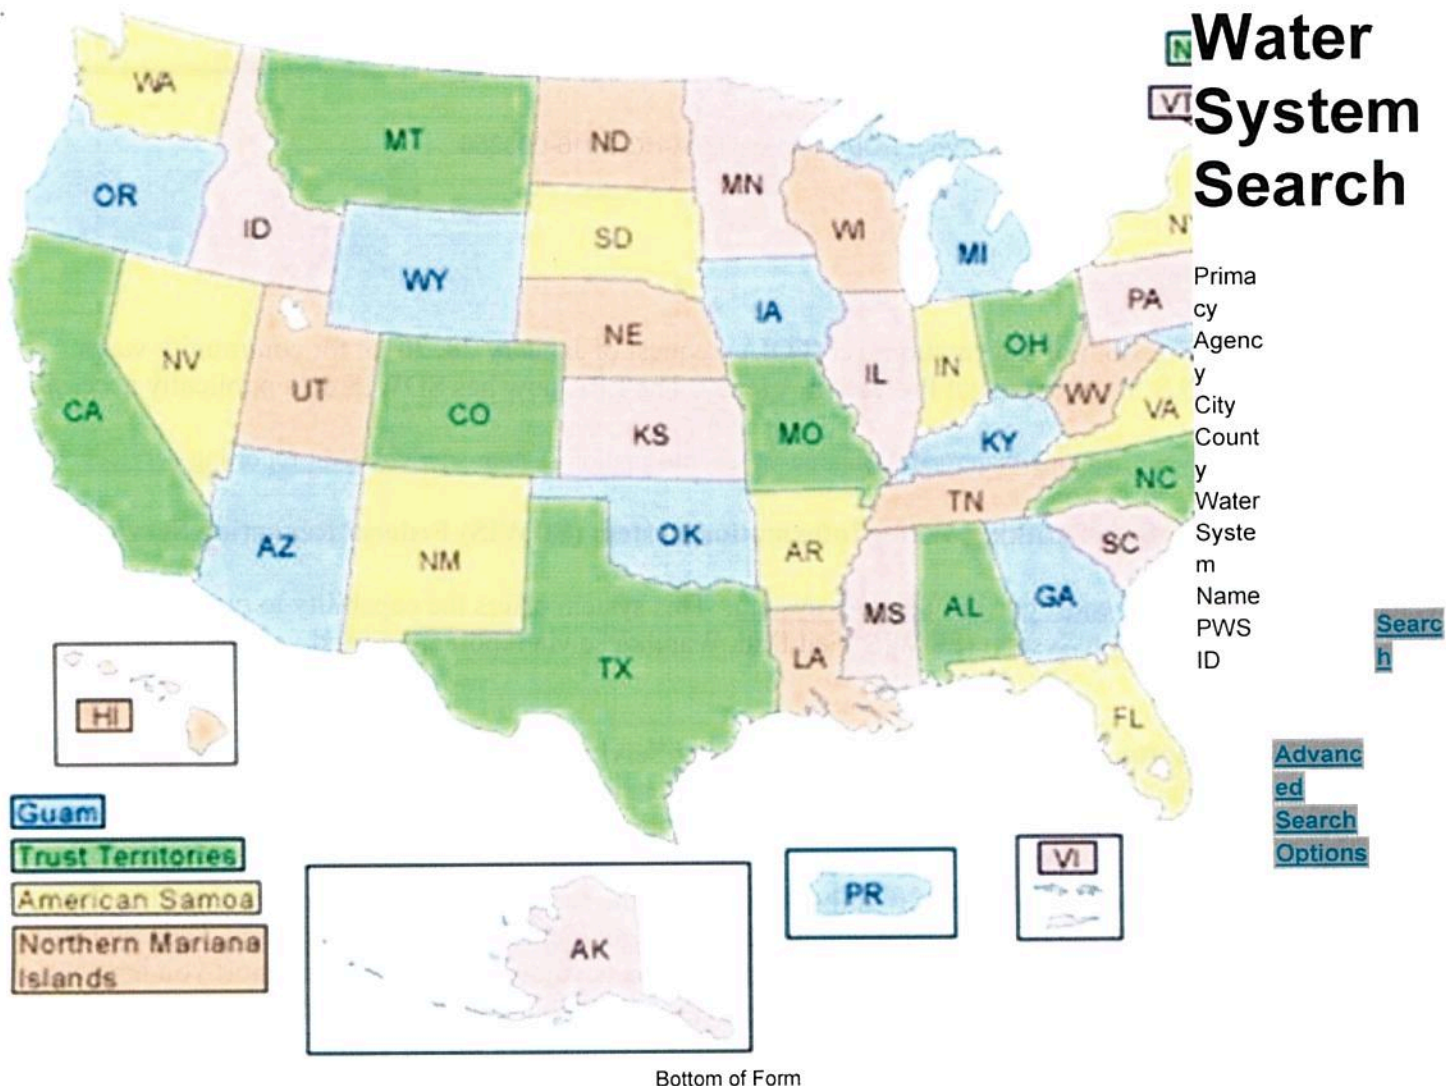 Water
System
Search
WA
MT
ND
MN
OR
ID
SD
WI
WY
MI
NE
IA
PA
NV
UT
CO
KS
IL
IN
OH
WV
VA
CA
MO
KY
NC
TN
AZ
NM
OK
AR
SC
MS
AL
GA
TX
LA
FL
HI
VT
Prima
cy
Agenc
y
City
Count
y
Water
Syste
m
Name
PWS
ID
Searc
h
Advanc
ed
Search
Options
Guam
Trust Territories
American Samoa
Northern Mariana
Islands
AK
PR
VI
Bottom of Form